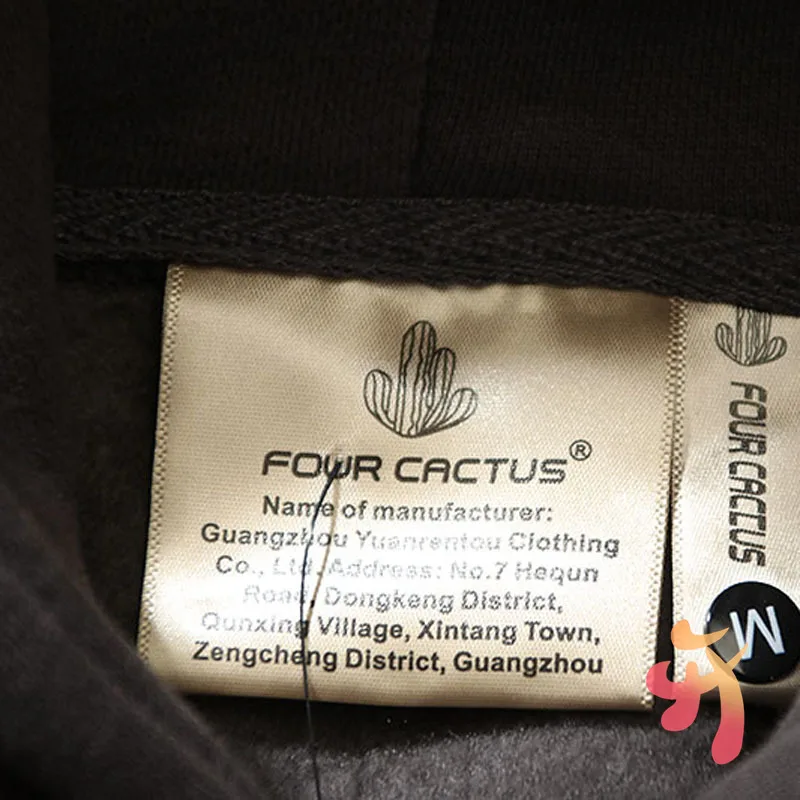 FOUR CACTUS®
Name of manufacturer:
Guangzhou Yuanrentou Clothing
Co., Ltd. Address: No.7 Hequn
Road, Dongkeng District,
Qunxing Village, Xintang Town,
Zengcheng District, Guangzhou
FOUR CACTUS
M